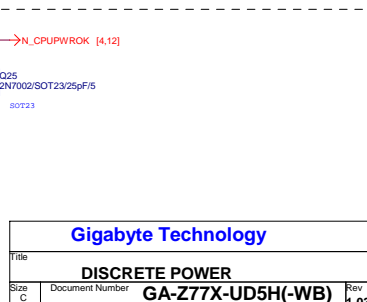 N_CPUPWROK [4,12]
Q25
2N7002/SOT23/25pF/5
SOT23
Gigabyte Technology
Title
DISCRETE POWER
Size Document Number Rev
C GA-Z77X-UD5H(-WB)